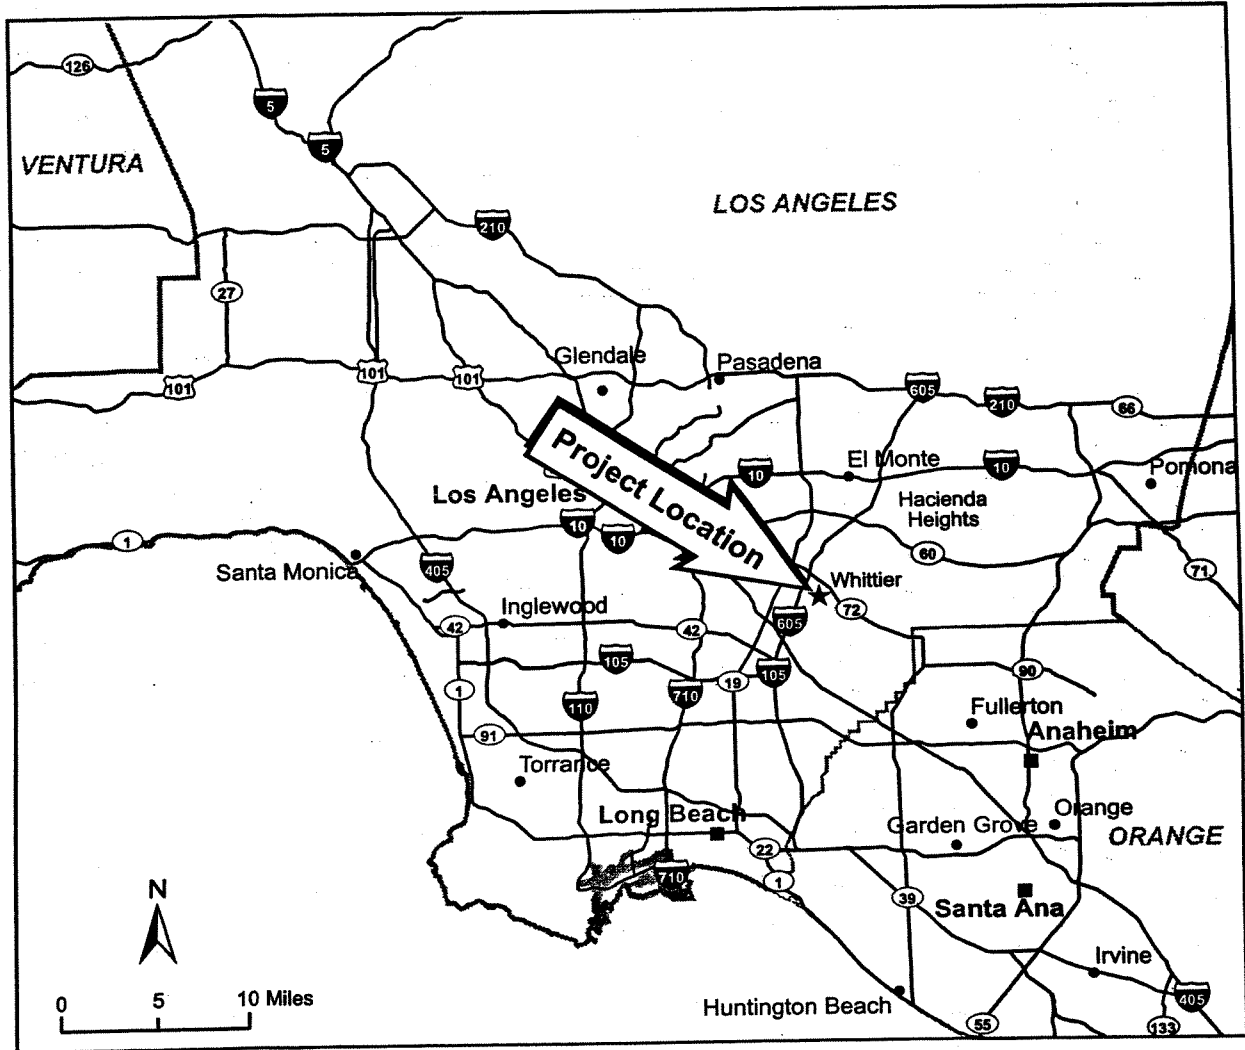 126
5
5
VENTURA
LOS ANGELES
210
27
Glendale
Pasadena
101
101
101
605
210
66
Project Location
El Monte
10
10
Pomona
Los Angeles
Hacienda
Heights
10
10
1
60
Santa Monica
405
Whittier
71
72
Inglewood
42
42
605
105
105
90
1
110
710
19
Fullerton
91
Anaheim
Torrance
Long Beach
Orange
Garden Grove
ORANGE
22
710
1
39
Santa Ana
N
Irvine
0
5
10 Miles
Huntington Beach
405
55
133